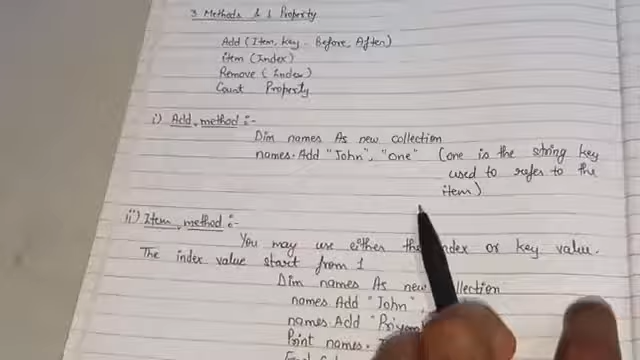 3 Methods & 1 Property
Add (Item, Key - Before, After)
item (Index)
Remove (Index)
Count Property
i) Add method :-
Dim names As new collection
names.Add "John", "one" (one is the string key
used to refer to the
item)
ii) Item method :-
You may use either the index or key value.
The index value start from 1
Dim names As new collection
names Add "John"
names Add
Print names.